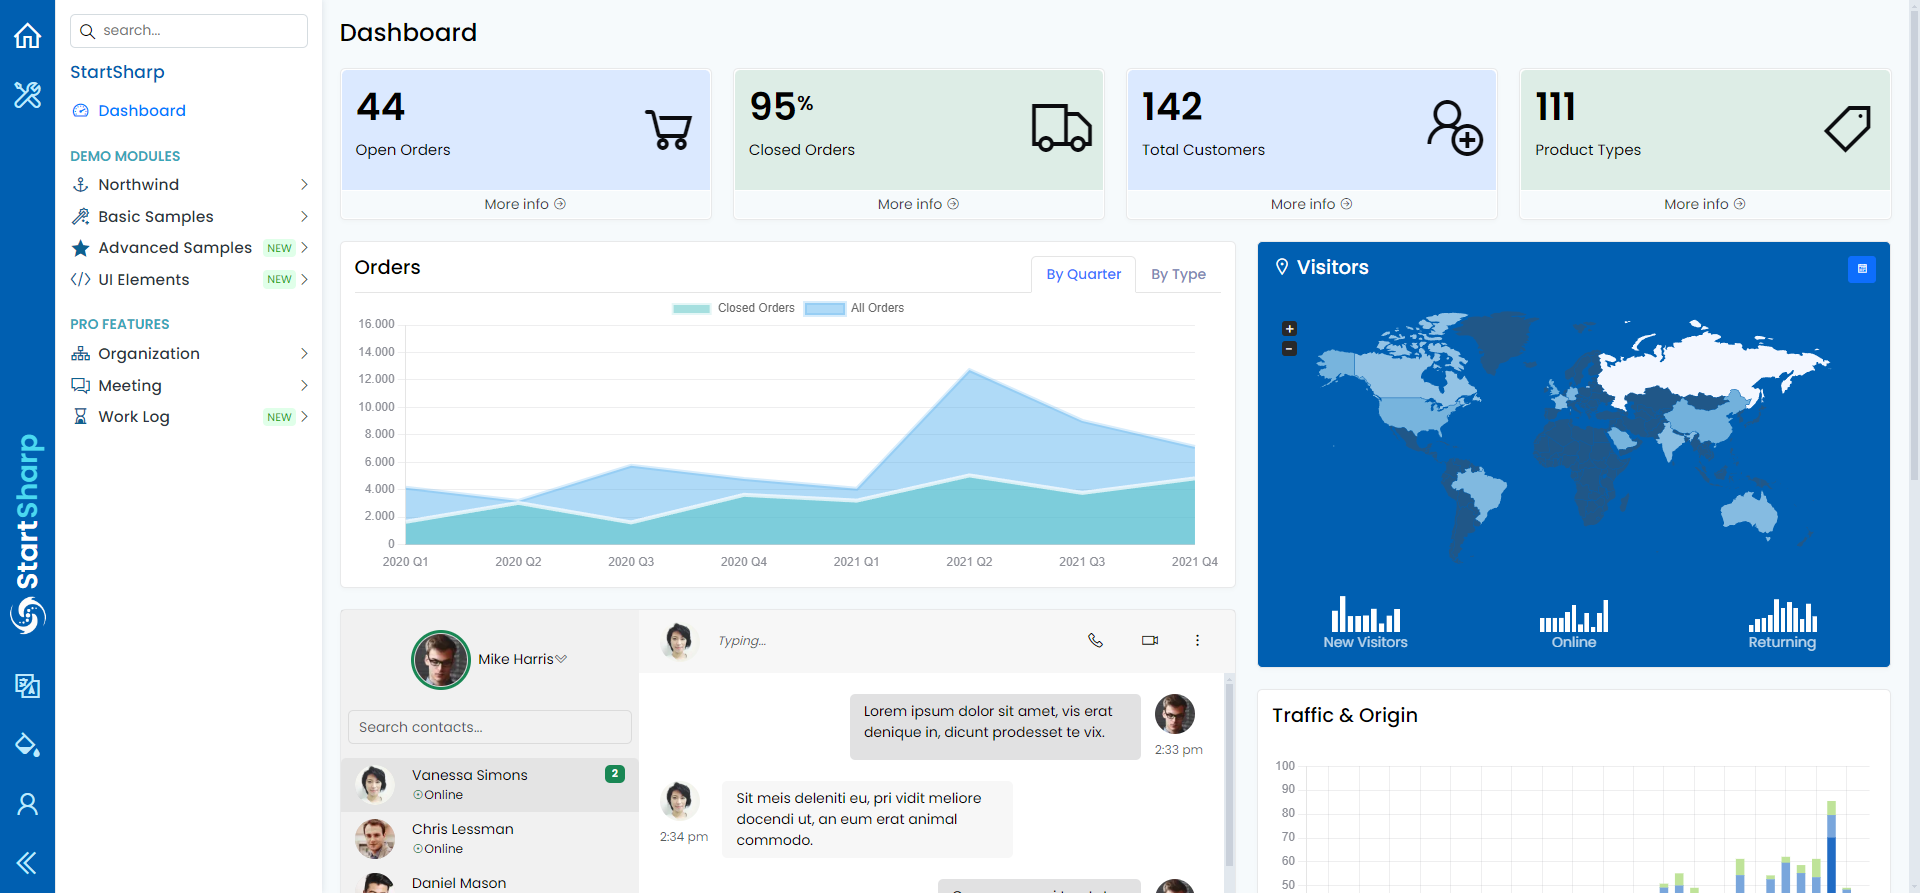 search...
StartSharp
Dashboard
DEMO MODULES
Northwind
Basic Samples
Advanced Samples NEW
UI Elements NEW
PRO FEATURES
Organization
Meeting
Work Log NEW
StartSharp
Dashboard
44
Open Orders
More info
95%
Closed Orders
More info
142
Total Customers
More info
111
Product Types
More info
Orders
By Quarter By Type
Closed Orders All Orders
16.000
14.000
12.000
10.000
8.000
6.000
4.000
2.000
0
2020 Q1 2020 Q2 2020 Q3 2020 Q4 2021 Q1 2021 Q2 2021 Q3 2021 Q4
Visitors
+
−
New Visitors Online Returning
Mike Harris
Search contacts...
Vanessa Simons 2
Online
Chris Lessman
Online
Daniel Mason
Typing...
Lorem ipsum dolor sit amet, vis erat
denique in, dicunt prodesset te vix.
2:33 pm
Sit meis deleniti eu, pri vidit meliore
docendi ut, an eum erat animal
commodo.
2:34 pm
Traffic & Origin
100
90
80
70
60
50